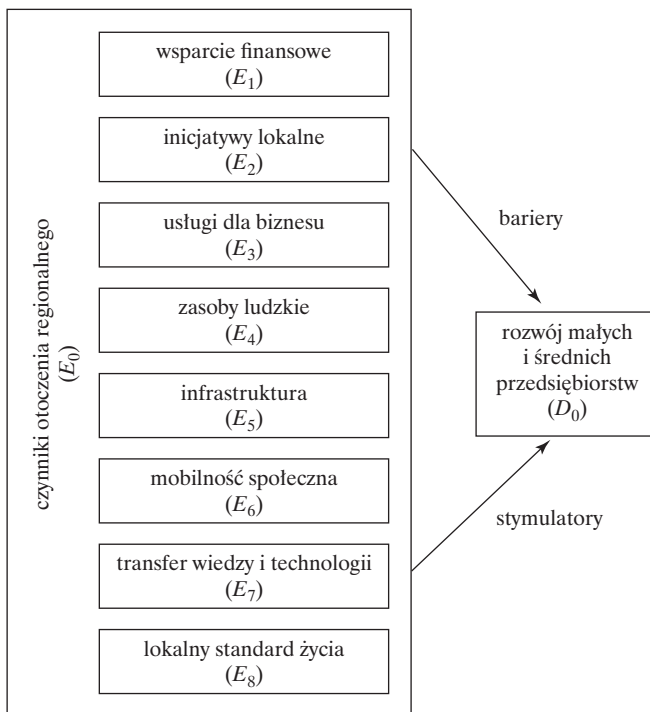 czynniki otoczenia regionalnego
(E0)
wsparcie finansowe
(E1)
inicjatywy lokalne
(E2)
usługi dla biznesu
(E3)
zasoby ludzkie
(E4)
infrastruktura
(E5)
mobilność społeczna
(E6)
transfer wiedzy i technologii
(E7)
lokalny standard życia
(E8)
bariery
rozwój małych
i średnich
przedsiębiorstw
(D0)
stymulatory